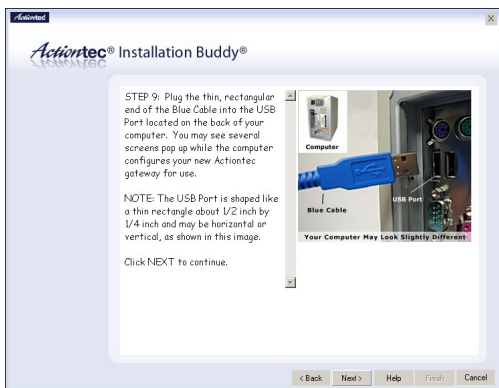 Actiontec
Actiontec® Installation Buddy®
STEP 9: Plug the thin, rectangular
end of the Blue Cable into the USB
Port located on the back of your
computer. You may see several
screens pop up while the computer
configures your new Actiontec
gateway for use.
NOTE: The USB Port is shaped like
a thin rectangle about 1/2 inch by
1/4 inch and may be horizontal or
vertical, as shown in this image.
Click NEXT to continue.
Computer
USB Port
Blue Cable
Your Computer May Look Slightly Different
< Back
Next >
Help
Finish
Cancel